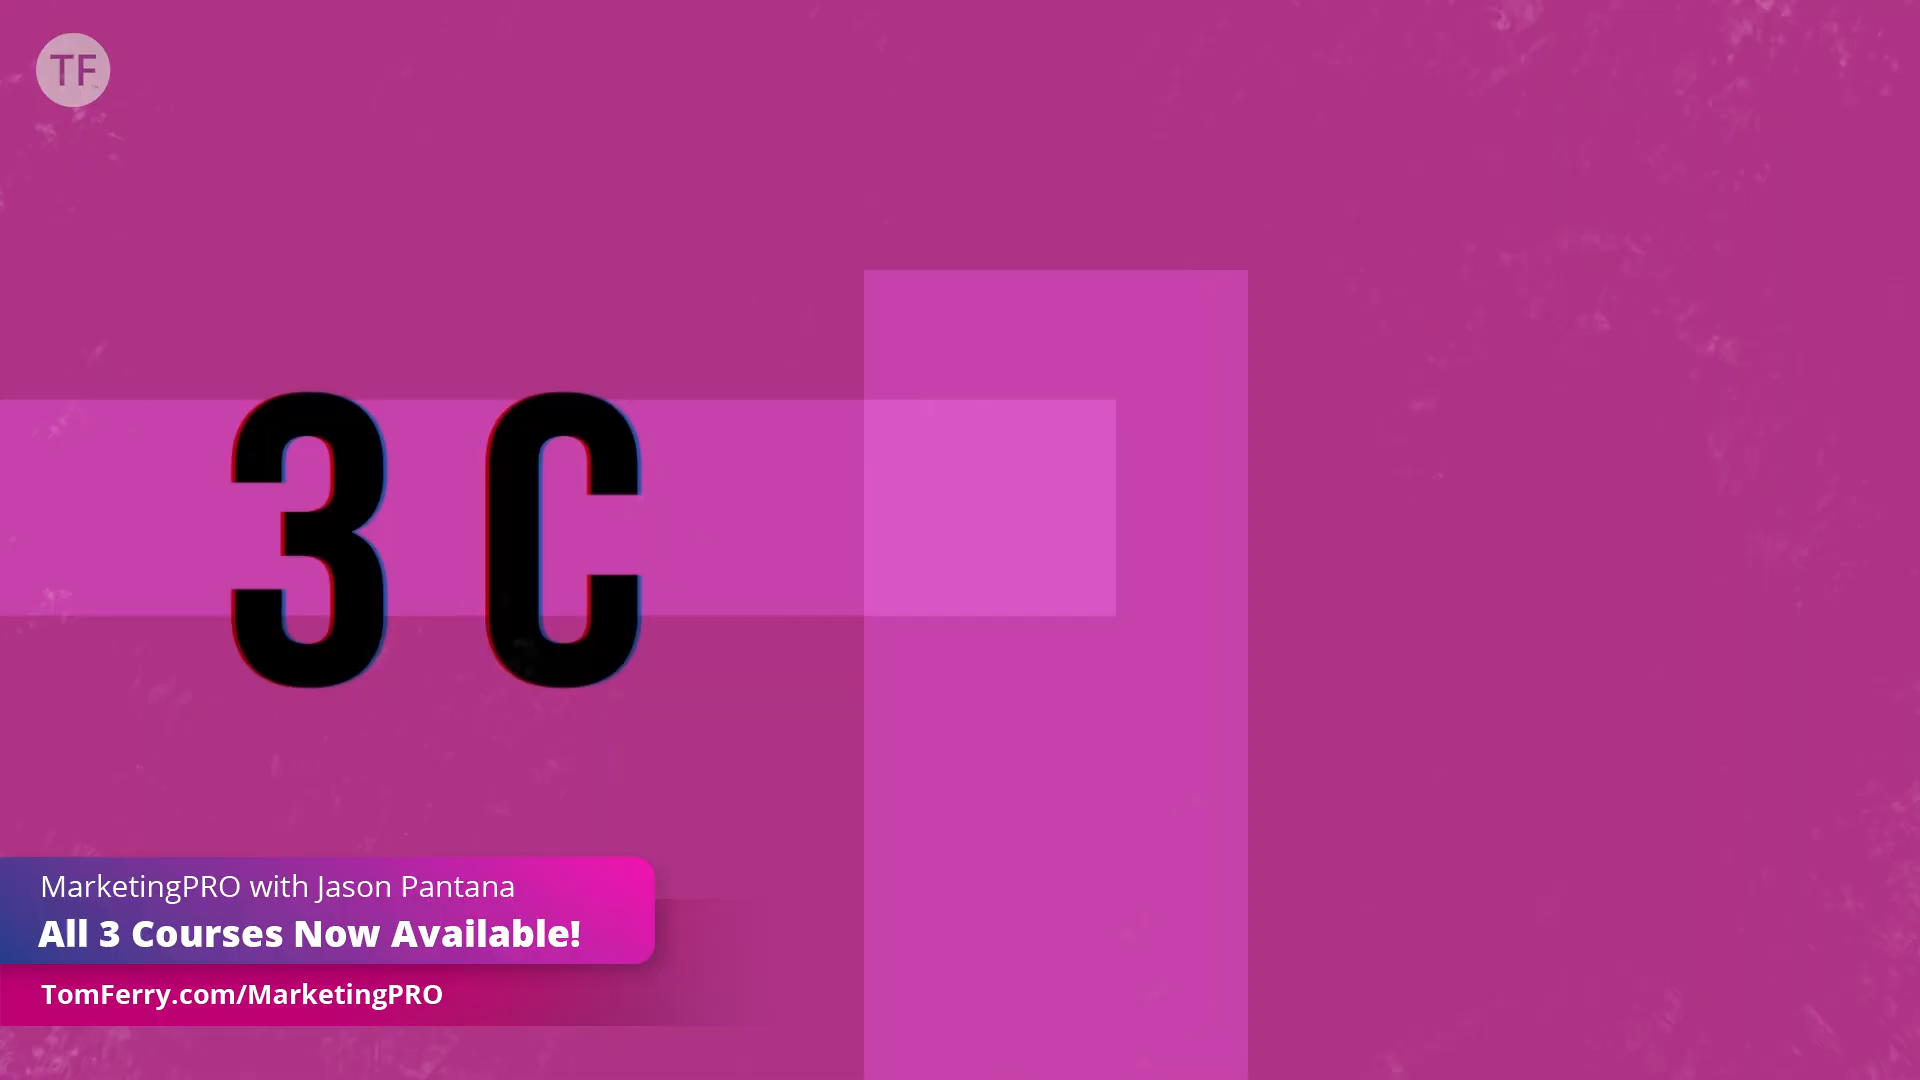 TF
3 C
MarketingPRO with Jason Pantana
All 3 Courses Now Available!
TomFerry.com/MarketingPRO